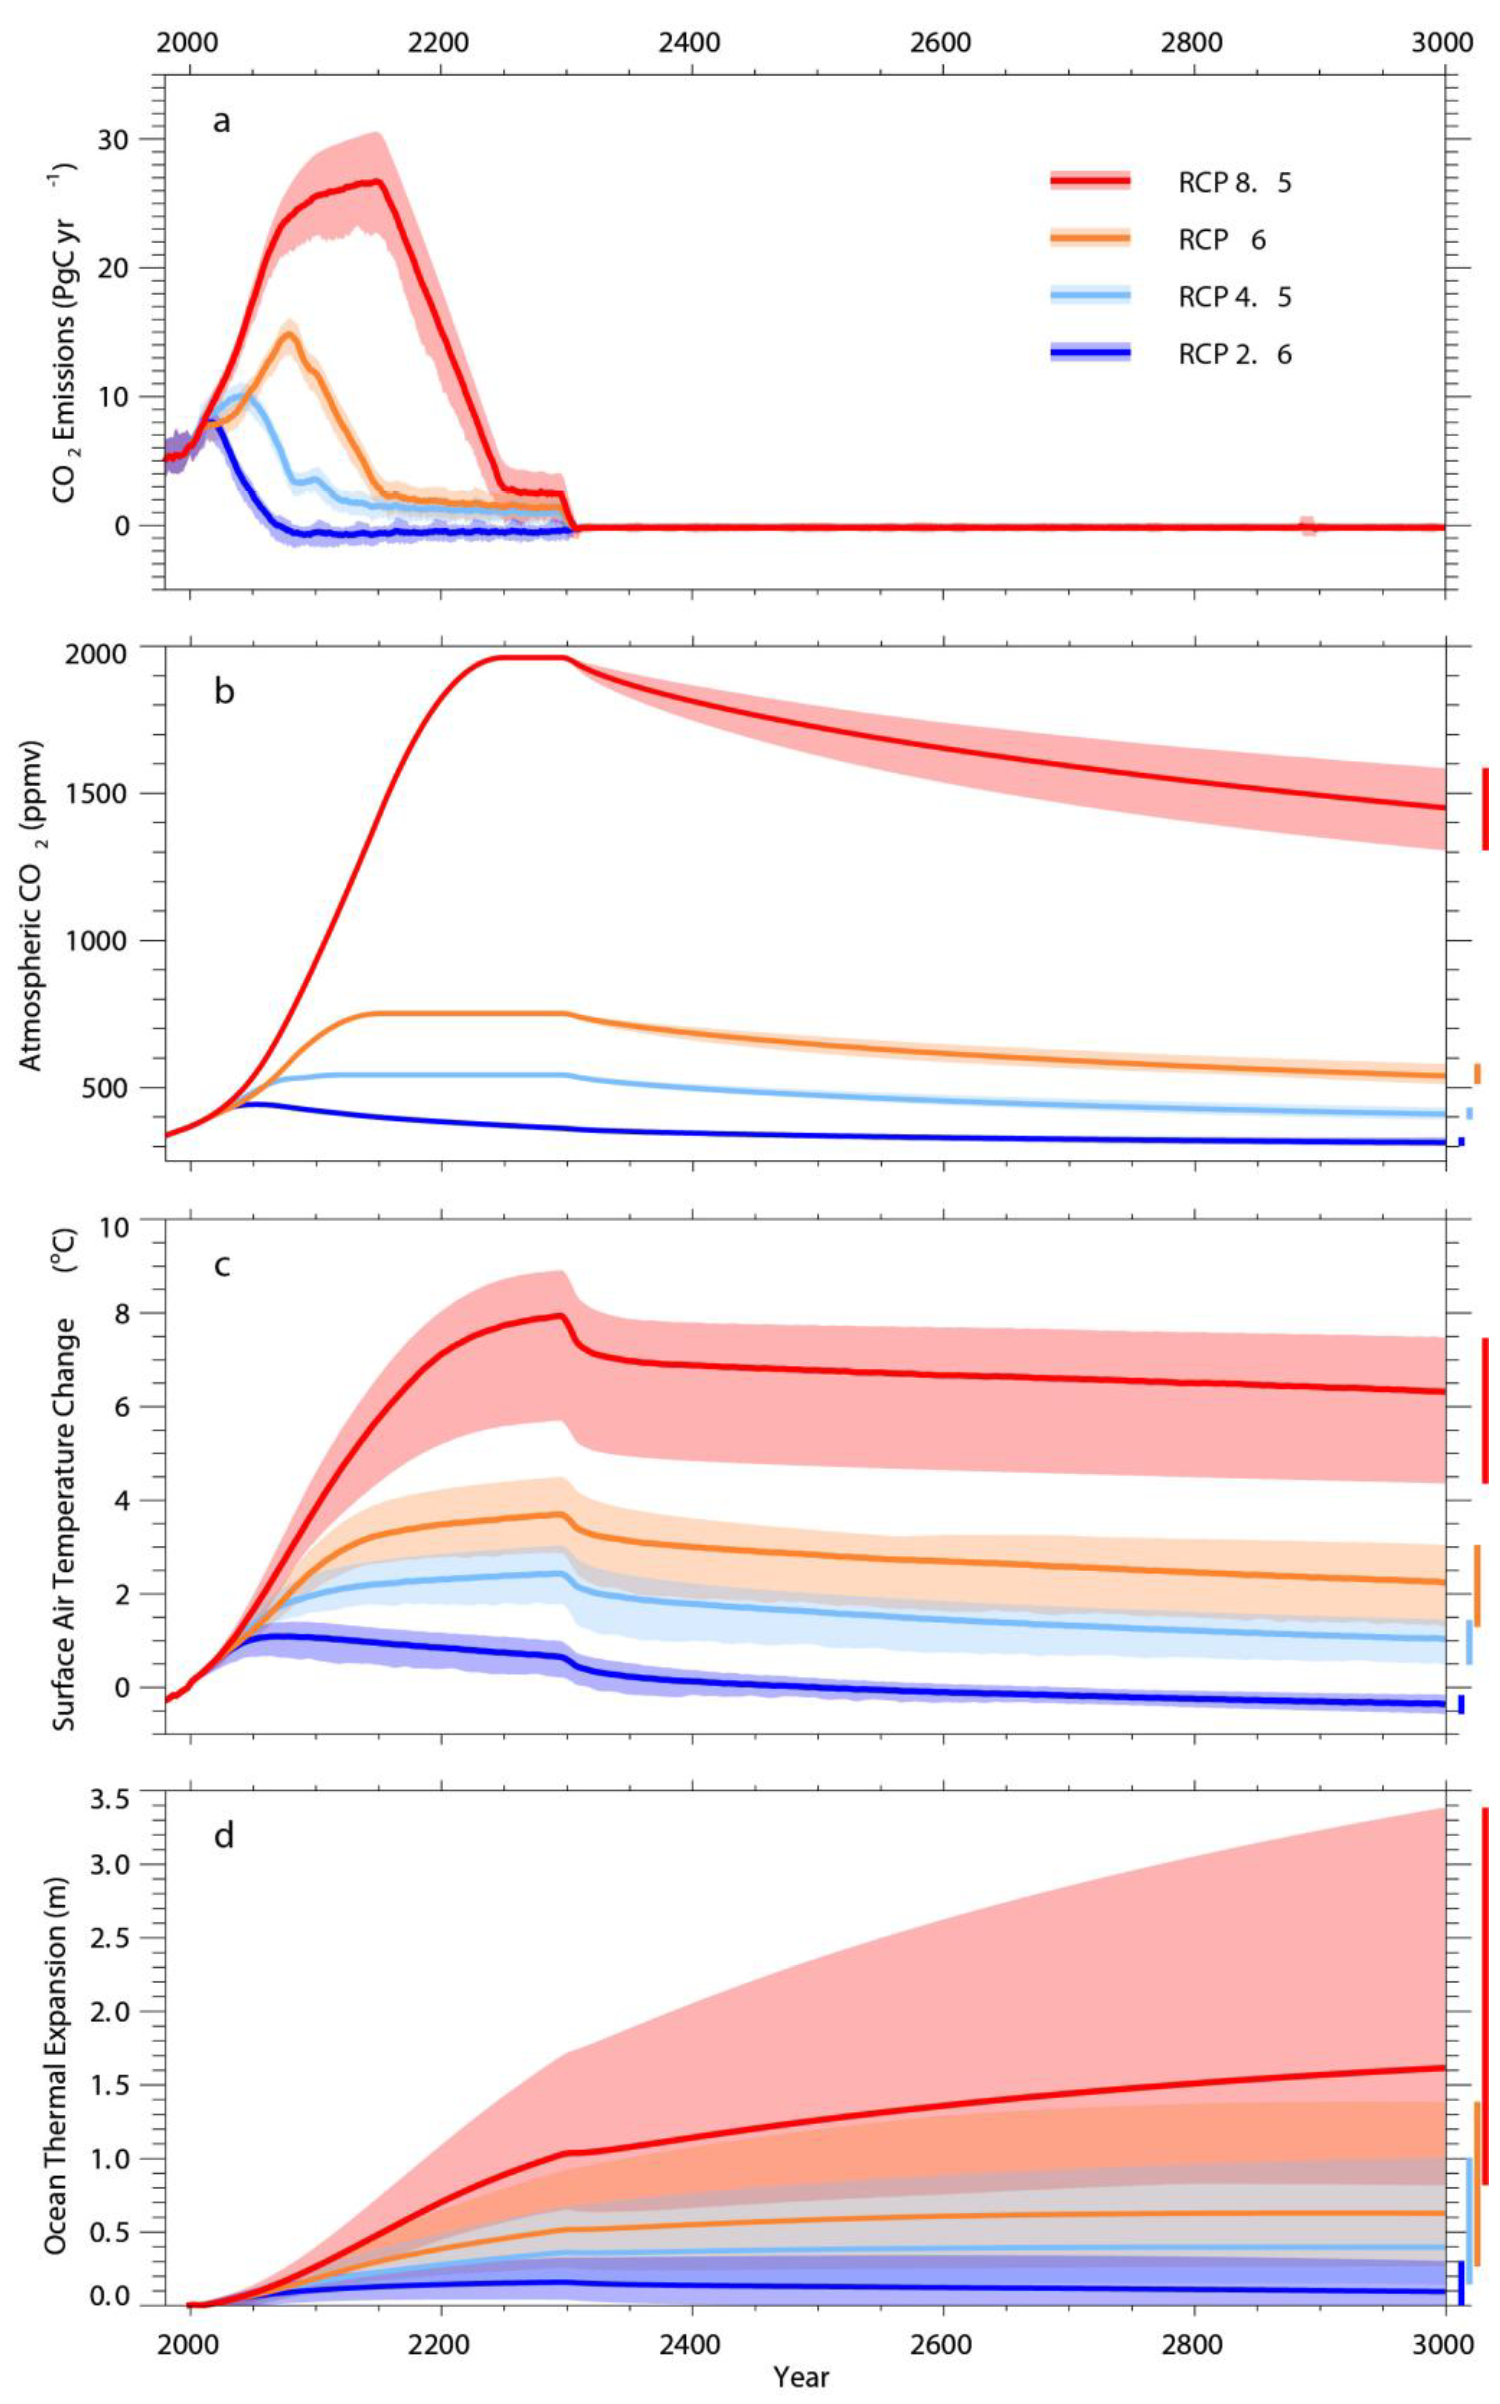 2000 2200 2400 2600 2800 3000
a
CO 2 Emissions (PgC yr -1)
30
20
10
0
RCP 8. 5
RCP 6
RCP 4. 5
RCP 2. 6
b
Atmospheric CO 2 (ppmv)
2000
1500
1000
500
c
Surface Air Temperature Change (°C)
10
8
6
4
2
0
d
Ocean Thermal Expansion (m)
3.5
3.0
2.5
2.0
1.5
1.0
0.5
0.0
2000 2200 2400 2600 2800 3000
Year